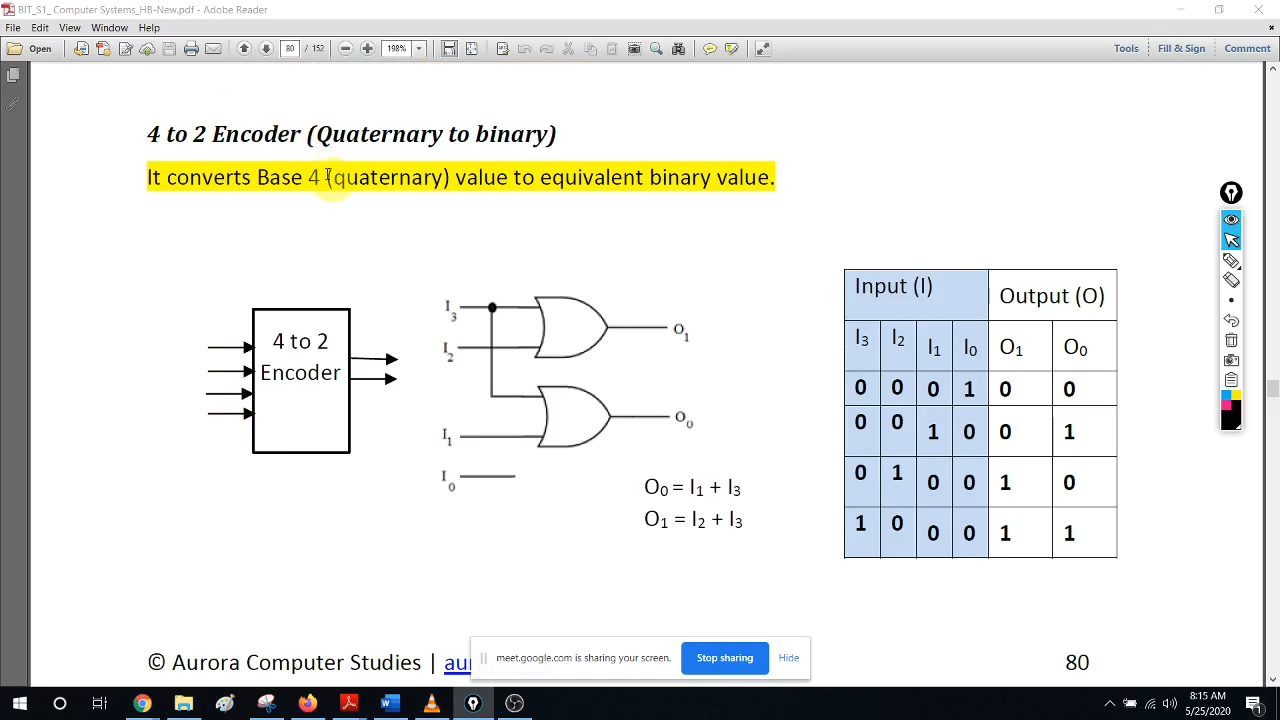 BIT_S1_ Computer Systems_HB-New.pdf - Adobe Reader
File Edit View Window Help
Open 80 / 152 198% Tools Fill & Sign Comment
4 to 2 Encoder (Quaternary to binary)
It converts Base 4 (quaternary) value to equivalent binary value.
4 to 2
Encoder
I3
I2
I1
I0
O1
O0
O0 = I1 + I3
O1 = I2 + I3
Input (I) Output (O)
I3 I2 I1 I0 O1 O0
0 0 0 1 0 0
0 0 1 0 0 1
0 1 0 0 1 0
1 0 0 0 1 1
© Aurora Computer Studies | au 80
meet.google.com is sharing your screen. Stop sharing Hide
8:15 AM
5/25/2020